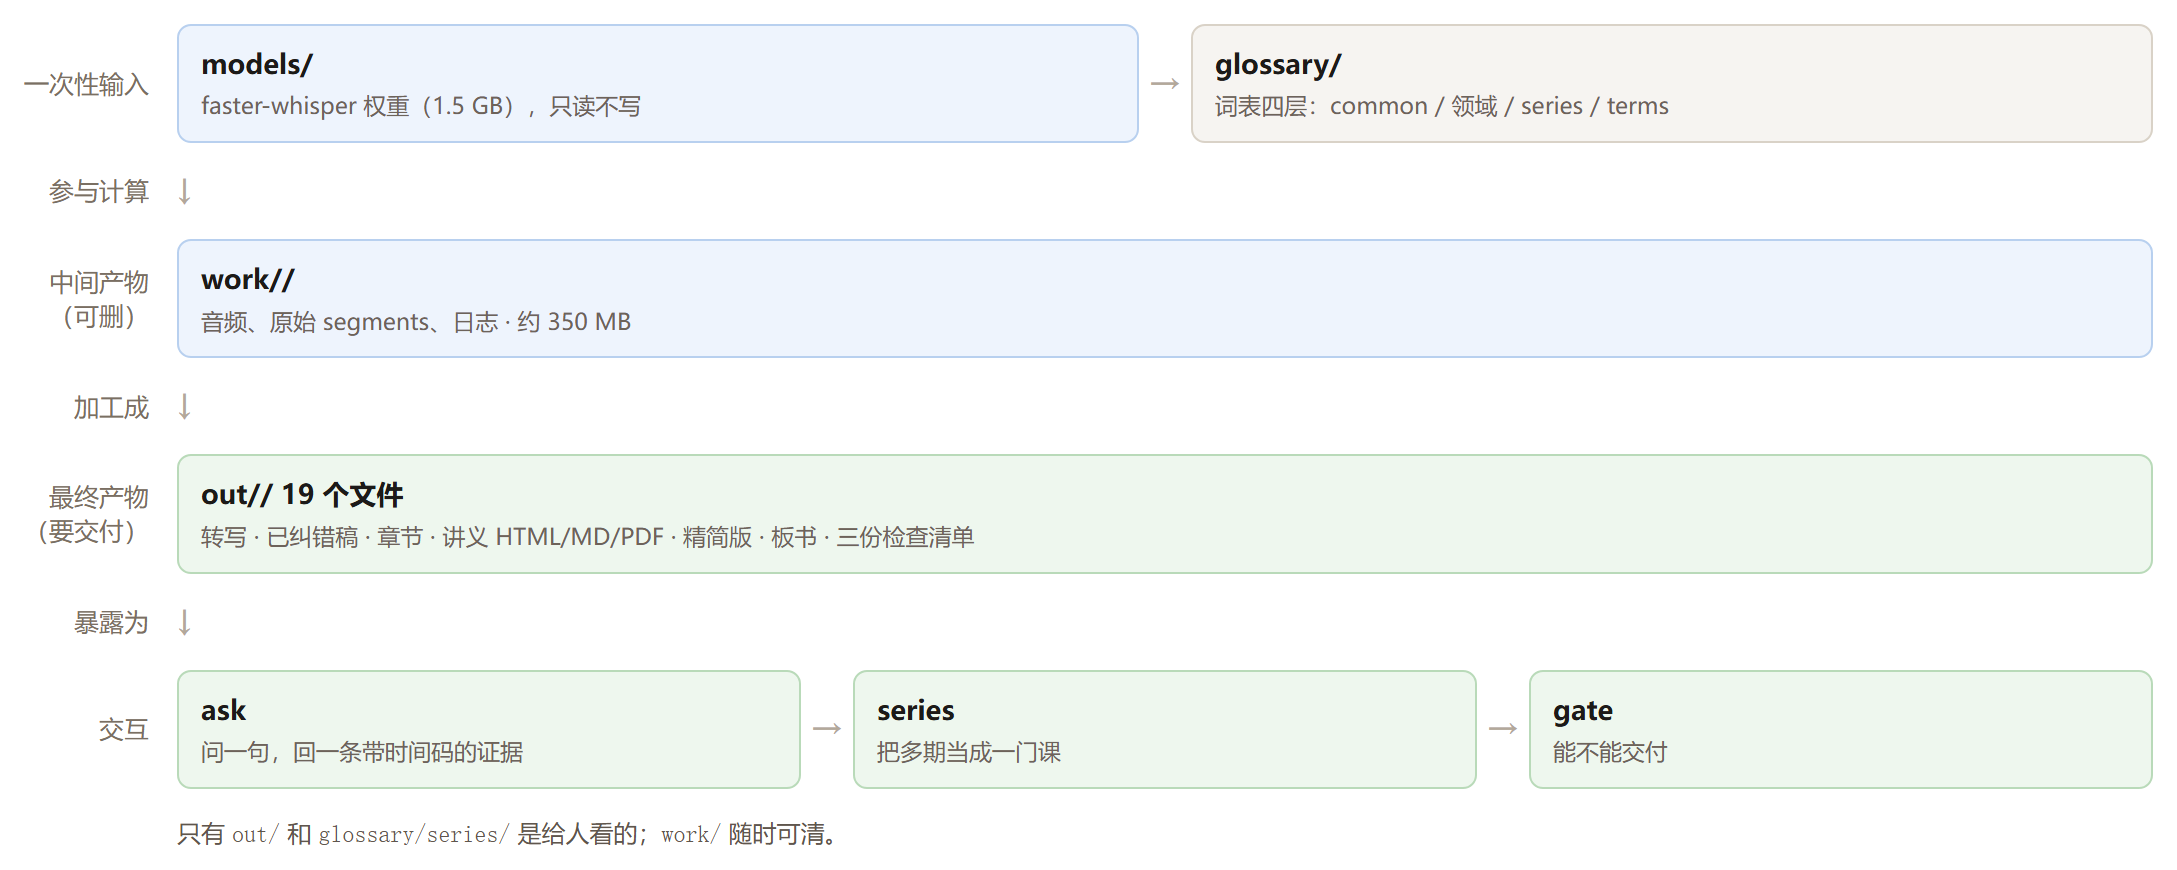 一次性输入
models/
faster-whisper 权重（1.5 GB），只读不写
→
glossary/
词表四层：common / 领域 / series / terms
参与计算 ↓
中间产物
（可删）
work//
音频、原始 segments、日志 · 约 350 MB
加工成 ↓
最终产物
（要交付）
out// 19 个文件
转写 · 已纠错稿 · 章节 · 讲义 HTML/MD/PDF · 精简版 · 板书 · 三份检查清单
暴露为 ↓
交互
ask
问一句，回一条带时间码的证据
→
series
把多期当成一门课
→
gate
能不能交付
只有 out/ 和 glossary/series/ 是给人看的；work/ 随时可清。